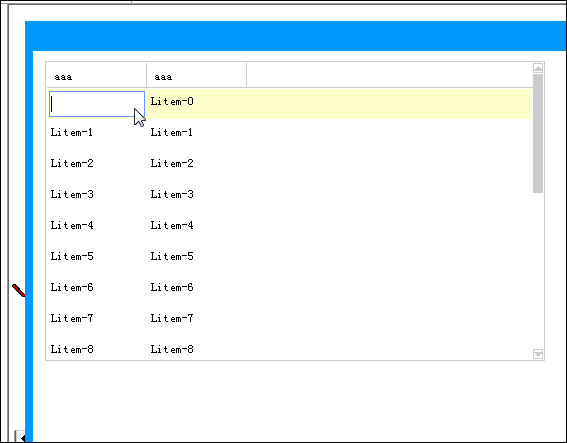 aaa aaa
Litem-0
Litem-1 Litem-1
Litem-2 Litem-2
Litem-3 Litem-3
Litem-4 Litem-4
Litem-5 Litem-5
Litem-6 Litem-6
Litem-7 Litem-7
Litem-8 Litem-8